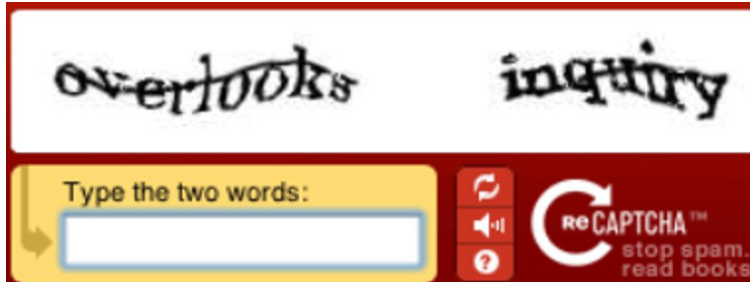 overlooks inquiry
Type the two words:
ReCAPTCHA™
stop spam.
read books